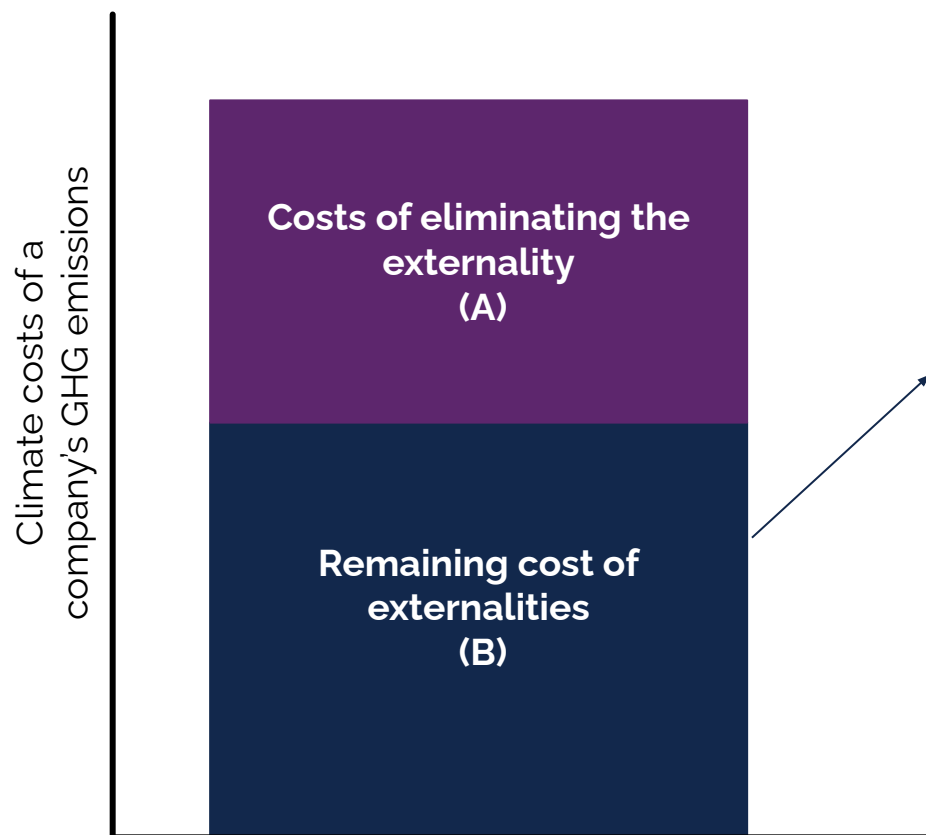 Climate costs of a
company's GHG emissions
Costs of eliminating the
externality
(A)
Remaining cost of
externalities
(B)